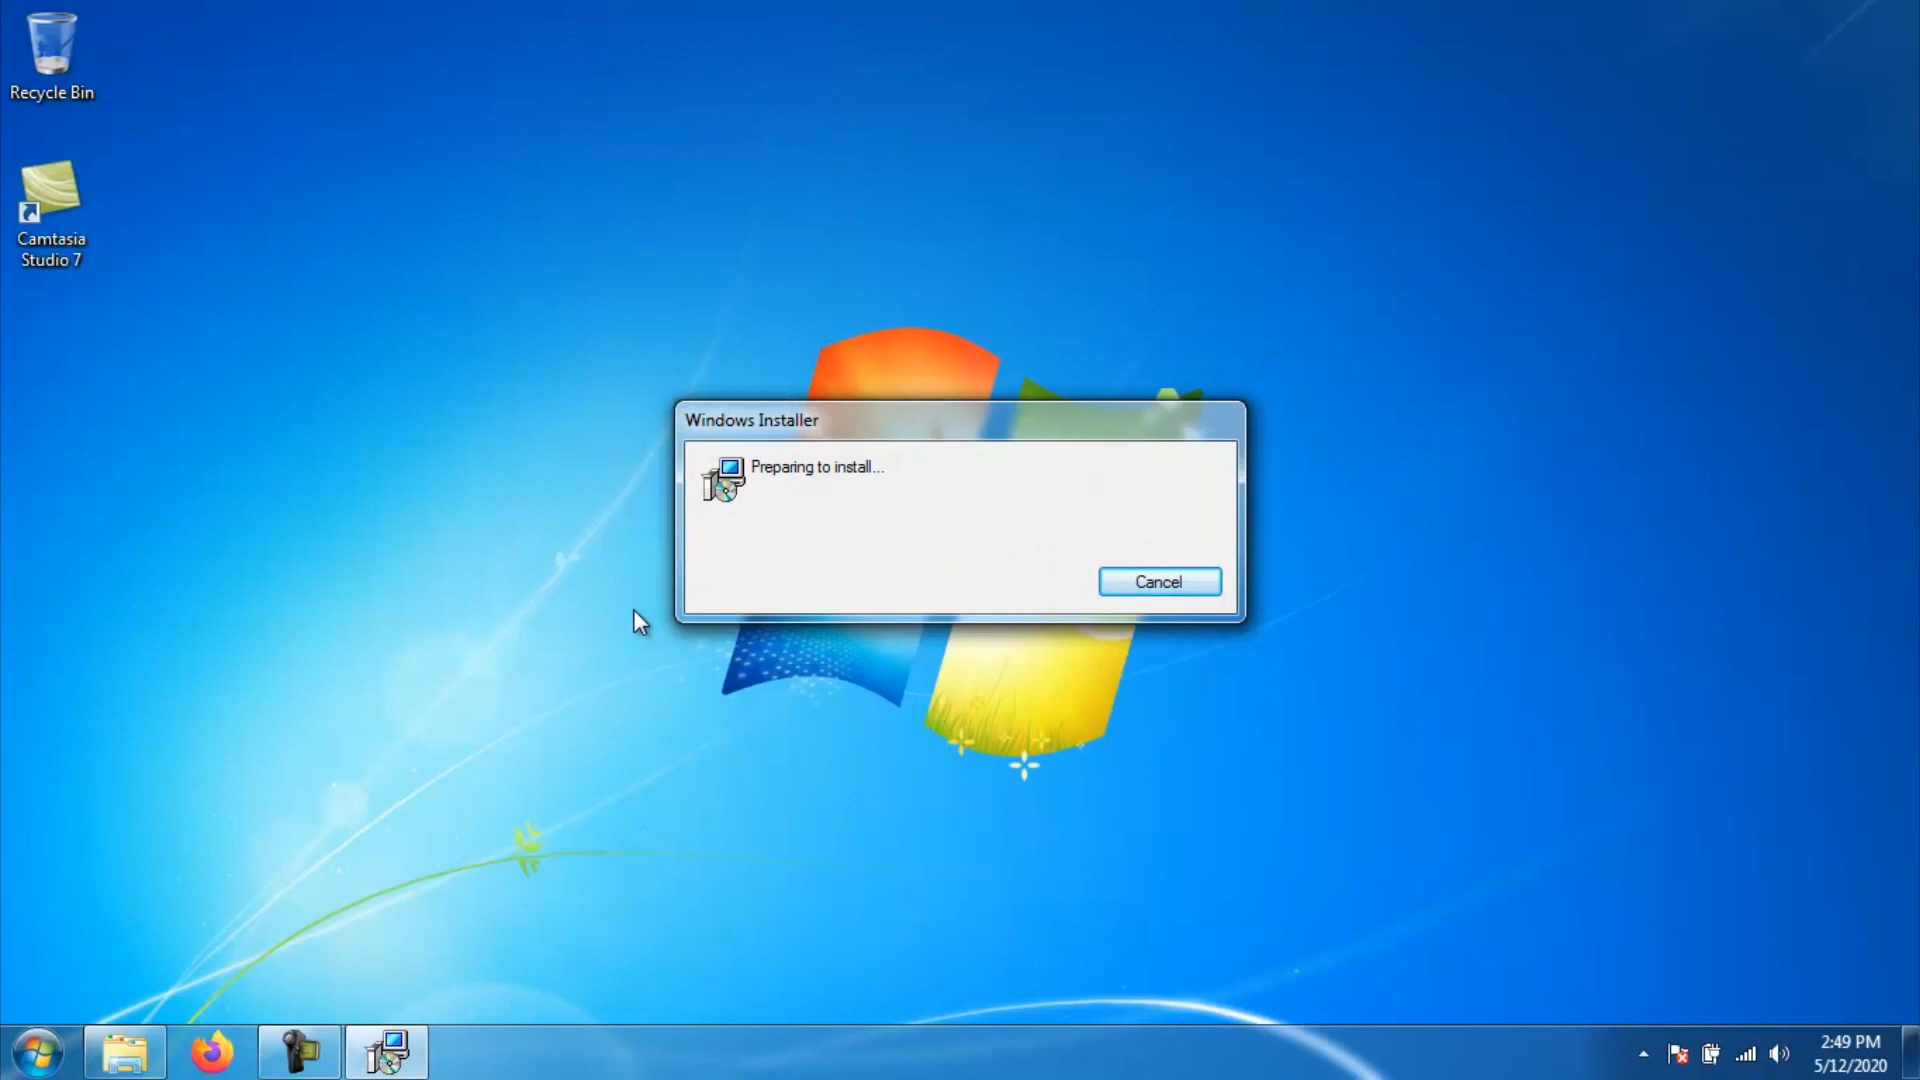 Recycle Bin
Camtasia
Studio 7
Windows Installer
Preparing to install...
Cancel
2:49 PM
5/12/2020